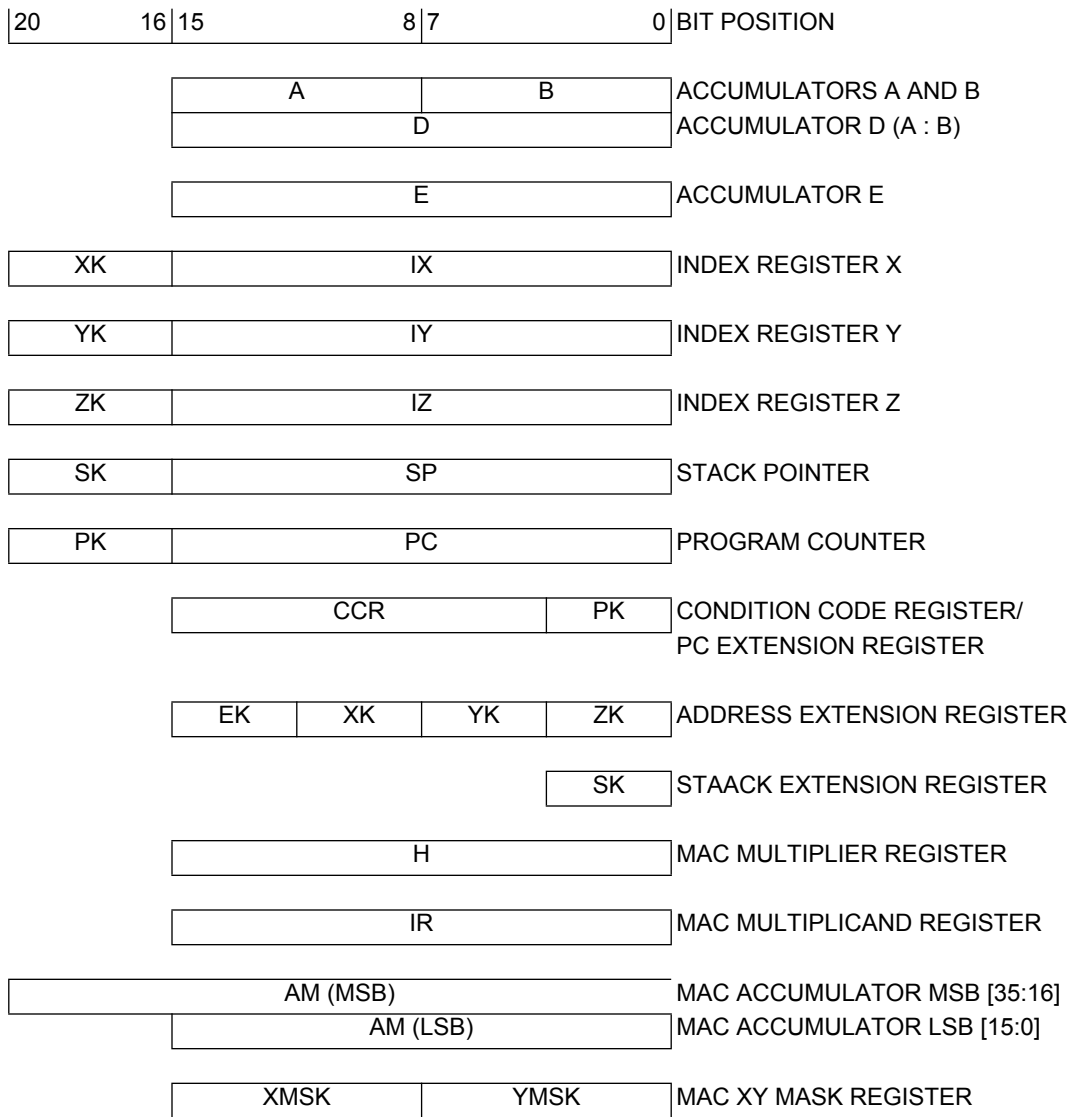 20 16 15 8 7 0 BIT POSITION
A B ACCUMULATORS A AND B
D ACCUMULATOR D (A : B)
E ACCUMULATOR E
XK IX INDEX REGISTER X
YK IY INDEX REGISTER Y
ZK IZ INDEX REGISTER Z
SK SP STACK POINTER
PK PC PROGRAM COUNTER
CCR PK CONDITION CODE REGISTER/
PC EXTENSION REGISTER
EK XK YK ZK ADDRESS EXTENSION REGISTER
SK STAACK EXTENSION REGISTER
H MAC MULTIPLIER REGISTER
IR MAC MULTIPLICAND REGISTER
AM (MSB) MAC ACCUMULATOR MSB [35:16]
AM (LSB) MAC ACCUMULATOR LSB [15:0]
XMSK YMSK MAC XY MASK REGISTER